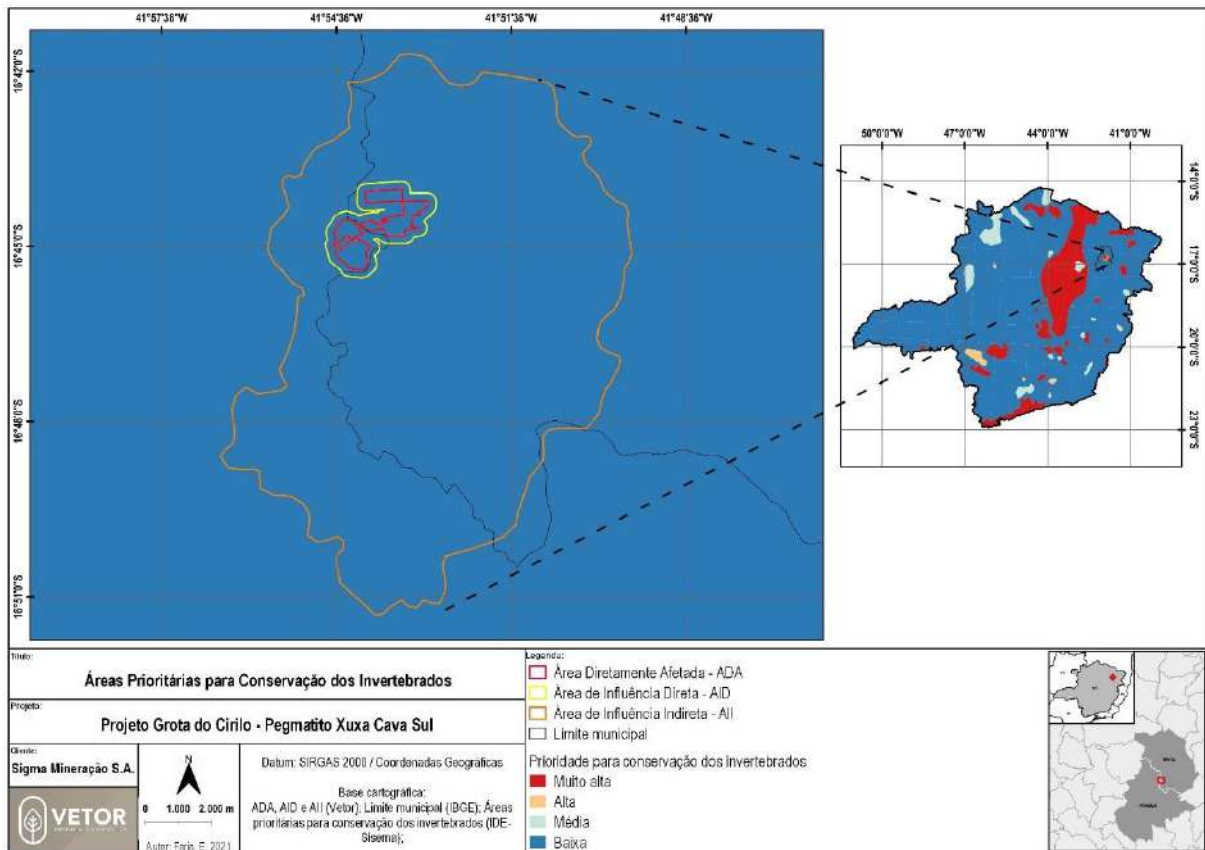 41°57'36"W 41°54'36"W 41°51'36"W 41°48'36"W
16°42'0"S
16°45'0"S
16°48'0"S
16°51'0"S
50°0'0"W 47°0'0"W 44°0'0"W 41°0'0"W
14°0'0"S
17°0'0"S
20°0'0"S
23°0'0"S
Título:
Áreas Prioritárias para Conservação dos Invertebrados
Projeto:
Projeto Grota do Cirilo - Pegmatito Xuxa Cava Sul
Cliente:
Sigma Mineração S.A.
VETOR
N
0 1.000 2.000 m
Autor: Faria, E. 2021
Datum: SIRGAS 2000 / Coordenadas Geográficas
Base cartográfica:
ADA, AID e AII (Vetor); Limite municipal (IBGE); Áreas
prioritárias para conservação dos invertebrados (IDE-
Sisema);
Legenda:
Área Diretamente Afetada - ADA
Área de Influência Direta - AID
Área de Influência Indireta - AII
Limite municipal
Prioridade para conservação dos invertebrados
Muito alta
Alta
Média
Baixa